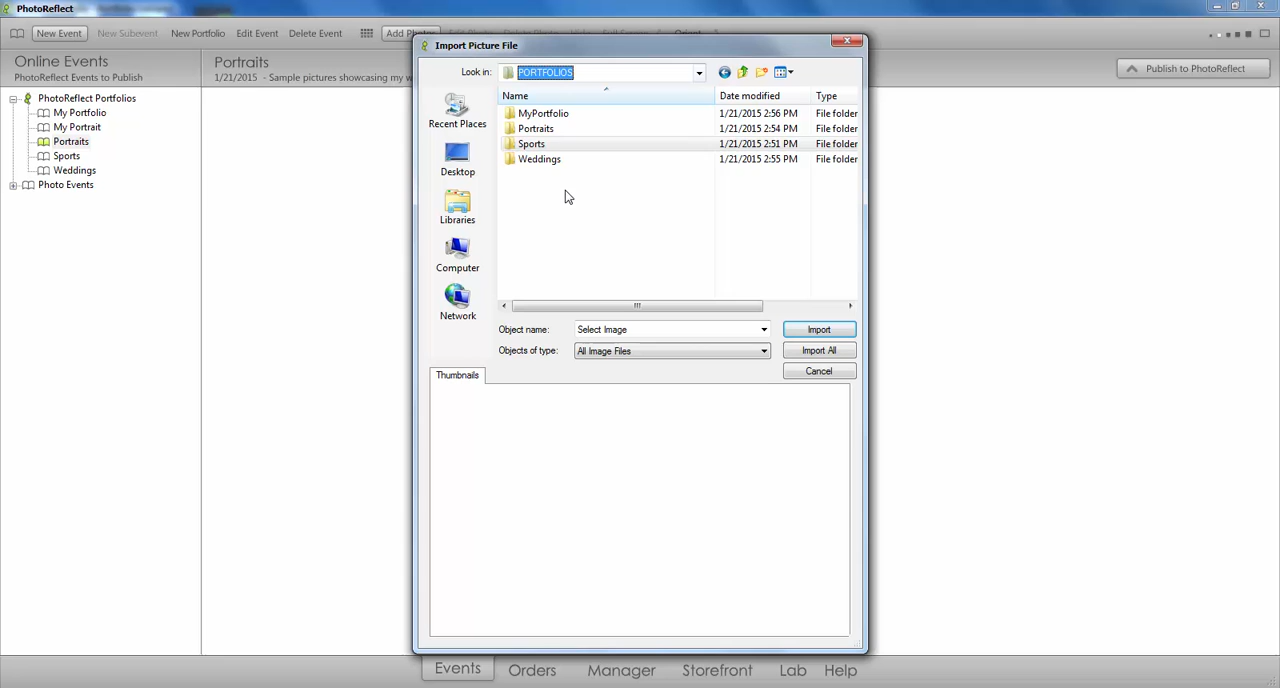 PhotoReflect
New Event New Subevent New Portfolio Edit Event Delete Event Add Photos
Online Events
PhotoReflect Events to Publish
PhotoReflect Portfolios
My Portfolio
My Portrait
Portraits
Sports
Weddings
Photo Events
Portraits
1/21/2015 - Sample pictures showcasing my w
Publish to PhotoReflect
Import Picture File
Look in: PORTFOLIOS
Name Date modified Type
MyPortfolio 1/21/2015 2:56 PM File folder
Portraits 1/21/2015 2:54 PM File folder
Sports 1/21/2015 2:51 PM File folder
Weddings 1/21/2015 2:55 PM File folder
Recent Places
Desktop
Libraries
Computer
Network
Object name: Select Image Import
Objects of type: All Image Files Import All
Cancel
Thumbnails
Events Orders Manager Storefront Lab Help